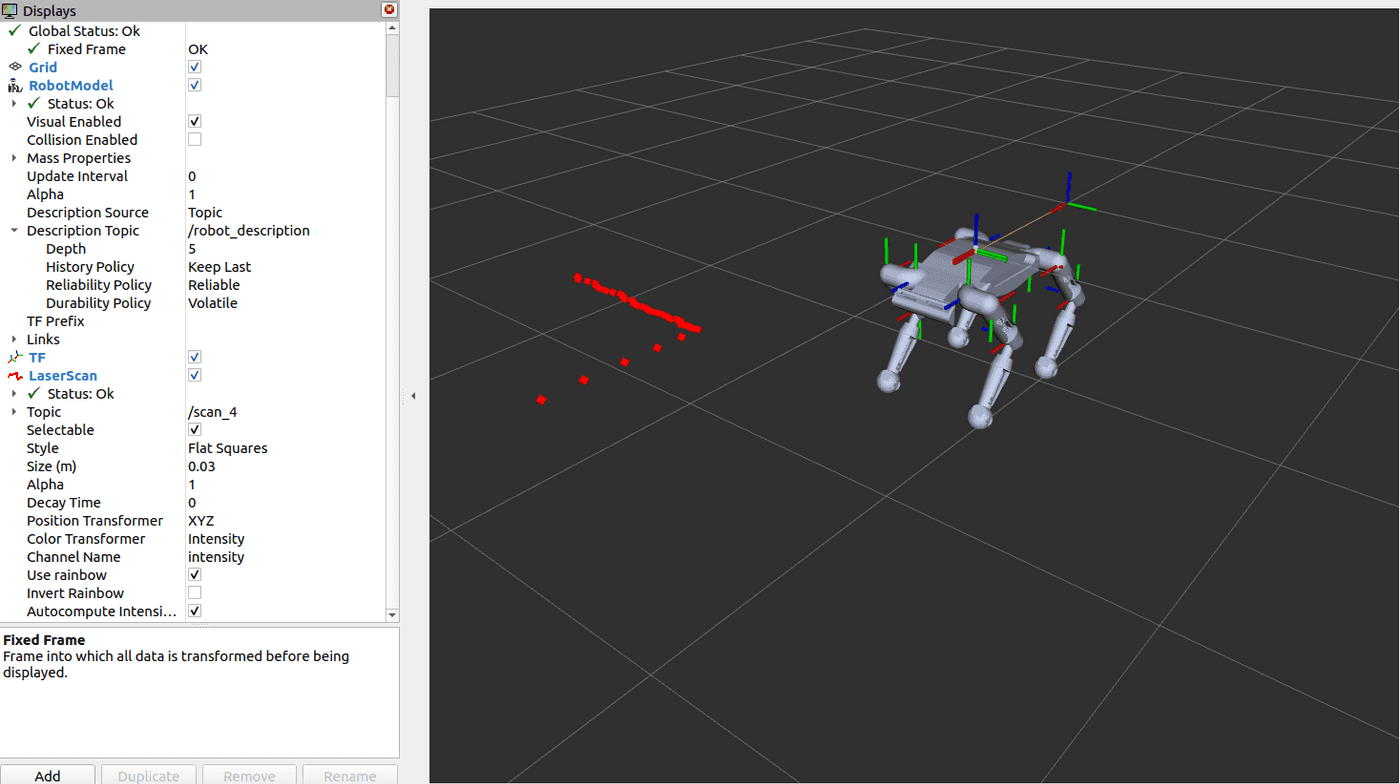 Displays
Global Status: Ok
Fixed Frame OK
Grid
RobotModel
Status: Ok
Visual Enabled
Collision Enabled
Mass Properties
Update Interval 0
Alpha 1
Description Source Topic
Description Topic /robot_description
Depth 5
History Policy Keep Last
Reliability Policy Reliable
Durability Policy Volatile
TF Prefix
Links
TF
LaserScan
Status: Ok
Topic /scan_4
Selectable
Style Flat Squares
Size (m) 0.03
Alpha 1
Decay Time 0
Position Transformer XYZ
Color Transformer Intensity
Channel Name intensity
Use rainbow
Invert Rainbow
Autocompute Intensi...
Fixed Frame
Frame into which all data is transformed before being
displayed.
Add Duplicate Remove Rename